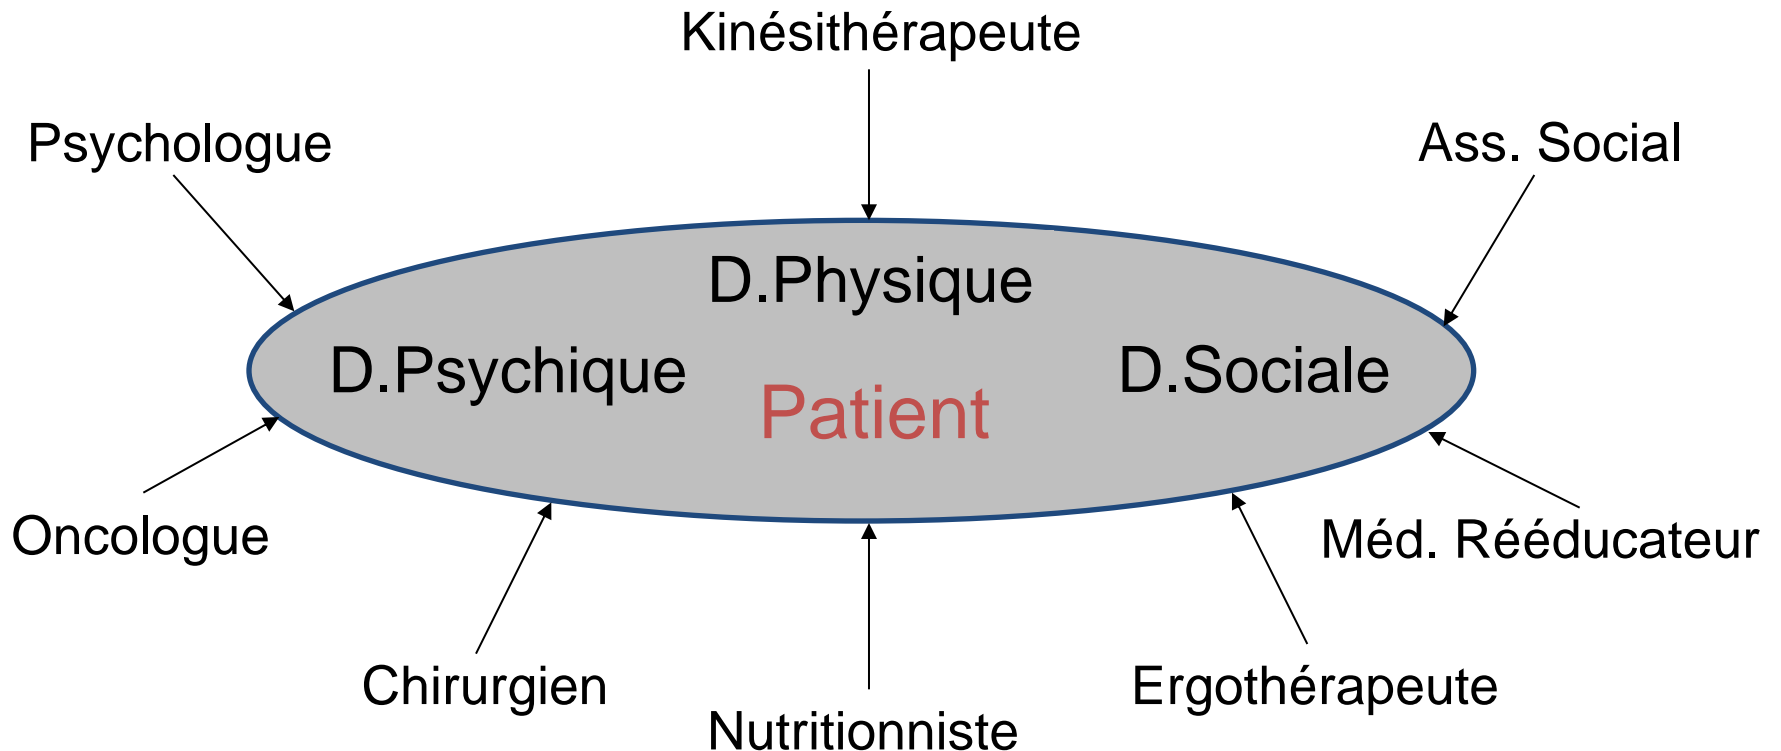 Kinésithérapeute
Psychologue
Ass. Social
D.Physique
D.Psychique
D.Sociale
Patient
Oncologue
Méd. Rééducateur
Chirurgien
Ergothérapeute
Nutritionniste